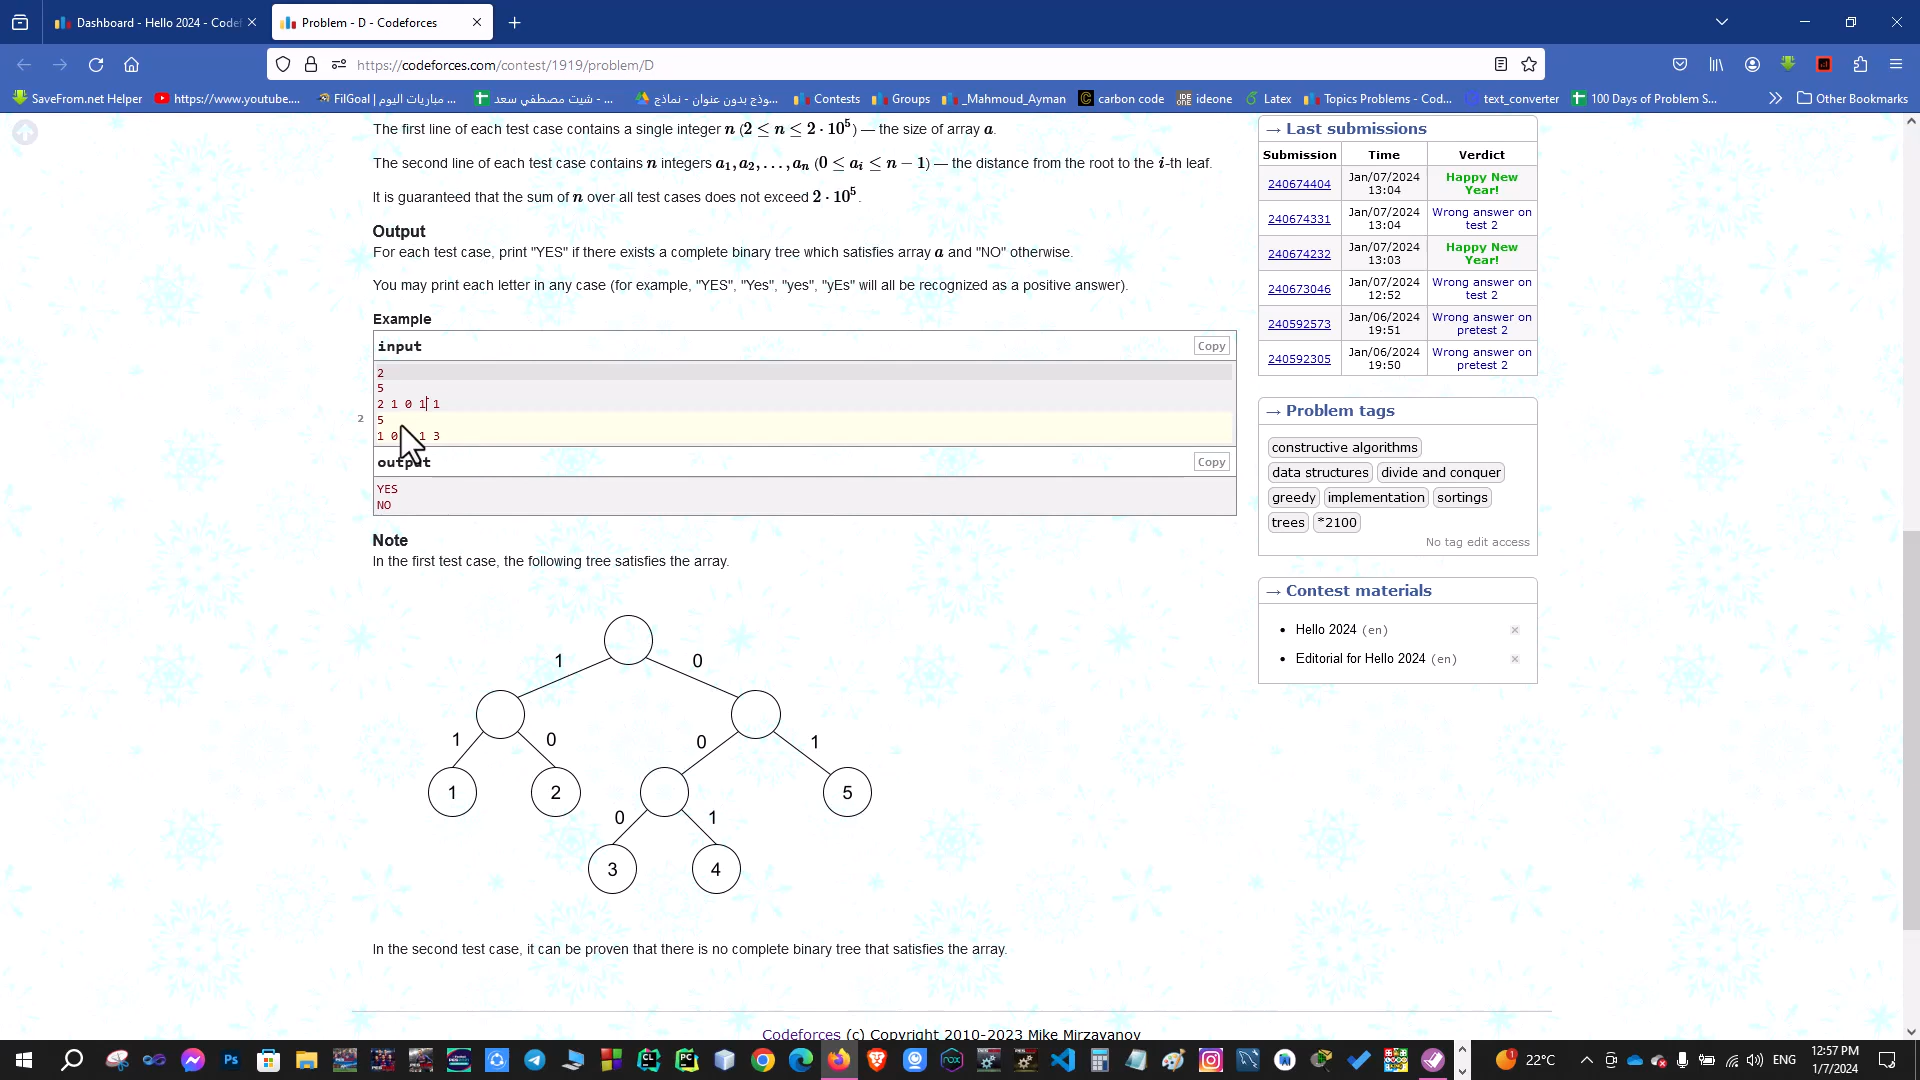 Dashboard - Hello 2024 - Codef
Problem - D - Codeforces
https://codeforces.com/contest/1919/problem/D
SaveFrom.net Helper
https://www.youtube....
FilGoal | مباريات اليوم ...
شيت مصطفي سعد - ...
نموذج بدون عنوان - نماذج...
Contests
Groups
_Mahmoud_Ayman
carbon code
ideone
Latex
Topics Problems - Cod...
text_converter
100 Days of Problem S...
Other Bookmarks
The first line of each test case contains a single integer n (2 ≤ n ≤ 2 · 10⁵) — the size of array a.
The second line of each test case contains n integers a₁, a₂, . . . , aₙ (0 ≤ aᵢ ≤ n − 1) — the distance from the root to the i-th leaf.
It is guaranteed that the sum of n over all test cases does not exceed 2 · 10⁵.
Output
For each test case, print "YES" if there exists a complete binary tree which satisfies array a and "NO" otherwise.
You may print each letter in any case (for example, "YES", "Yes", "yes", "yEs" will all be recognized as a positive answer).
Example
input
Copy
2
5
2 1 0 1 1
2
5
1 0 1 3
output
Copy
YES
NO
Note
In the first test case, the following tree satisfies the array.
1 0
1 0 0 1
1 2 5
0 1
3 4
In the second test case, it can be proven that there is no complete binary tree that satisfies the array.
Codeforces (c) Copyright 2010-2023 Mike Mirzayanov
→ Last submissions
Submission Time Verdict
240674404 Jan/07/2024 13:04 Happy New Year!
240674331 Jan/07/2024 13:04 Wrong answer on test 2
240674232 Jan/07/2024 13:03 Happy New Year!
240673046 Jan/07/2024 12:52 Wrong answer on test 2
240592573 Jan/06/2024 19:51 Wrong answer on pretest 2
240592305 Jan/06/2024 19:50 Wrong answer on pretest 2
→ Problem tags
constructive algorithms
data structures divide and conquer
greedy implementation sortings
trees *2100
No tag edit access
→ Contest materials
Hello 2024 (en)
Editorial for Hello 2024 (en)
22°C
ENG
12:57 PM
1/7/2024